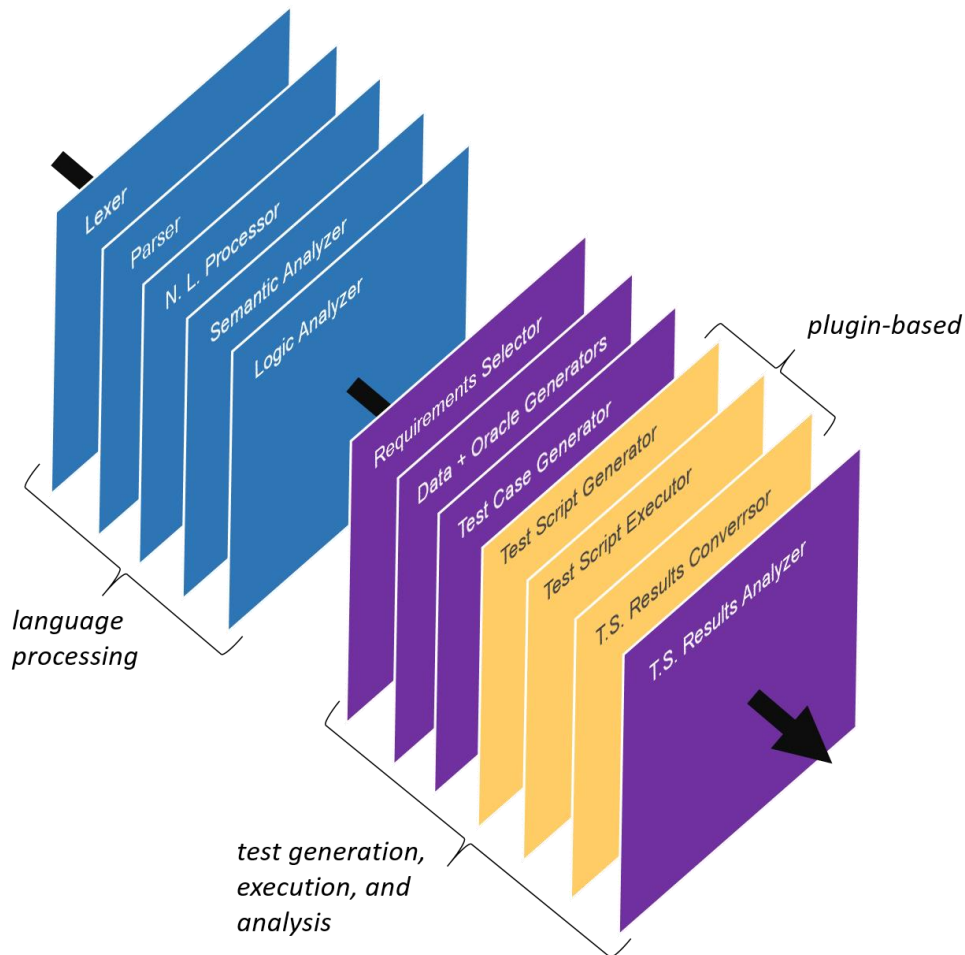 Lexer
Parser
N. L. Processor
Semantic Analyzer
Logic Analyzer
Requirements Selector
Data + Oracle Generators
Test Case Generator
Test Script Generator
Test Script Executor
T.S. Results Converrsor
T.S. Results Analyzer
plugin-based
language
processing
test generation,
execution, and
analysis